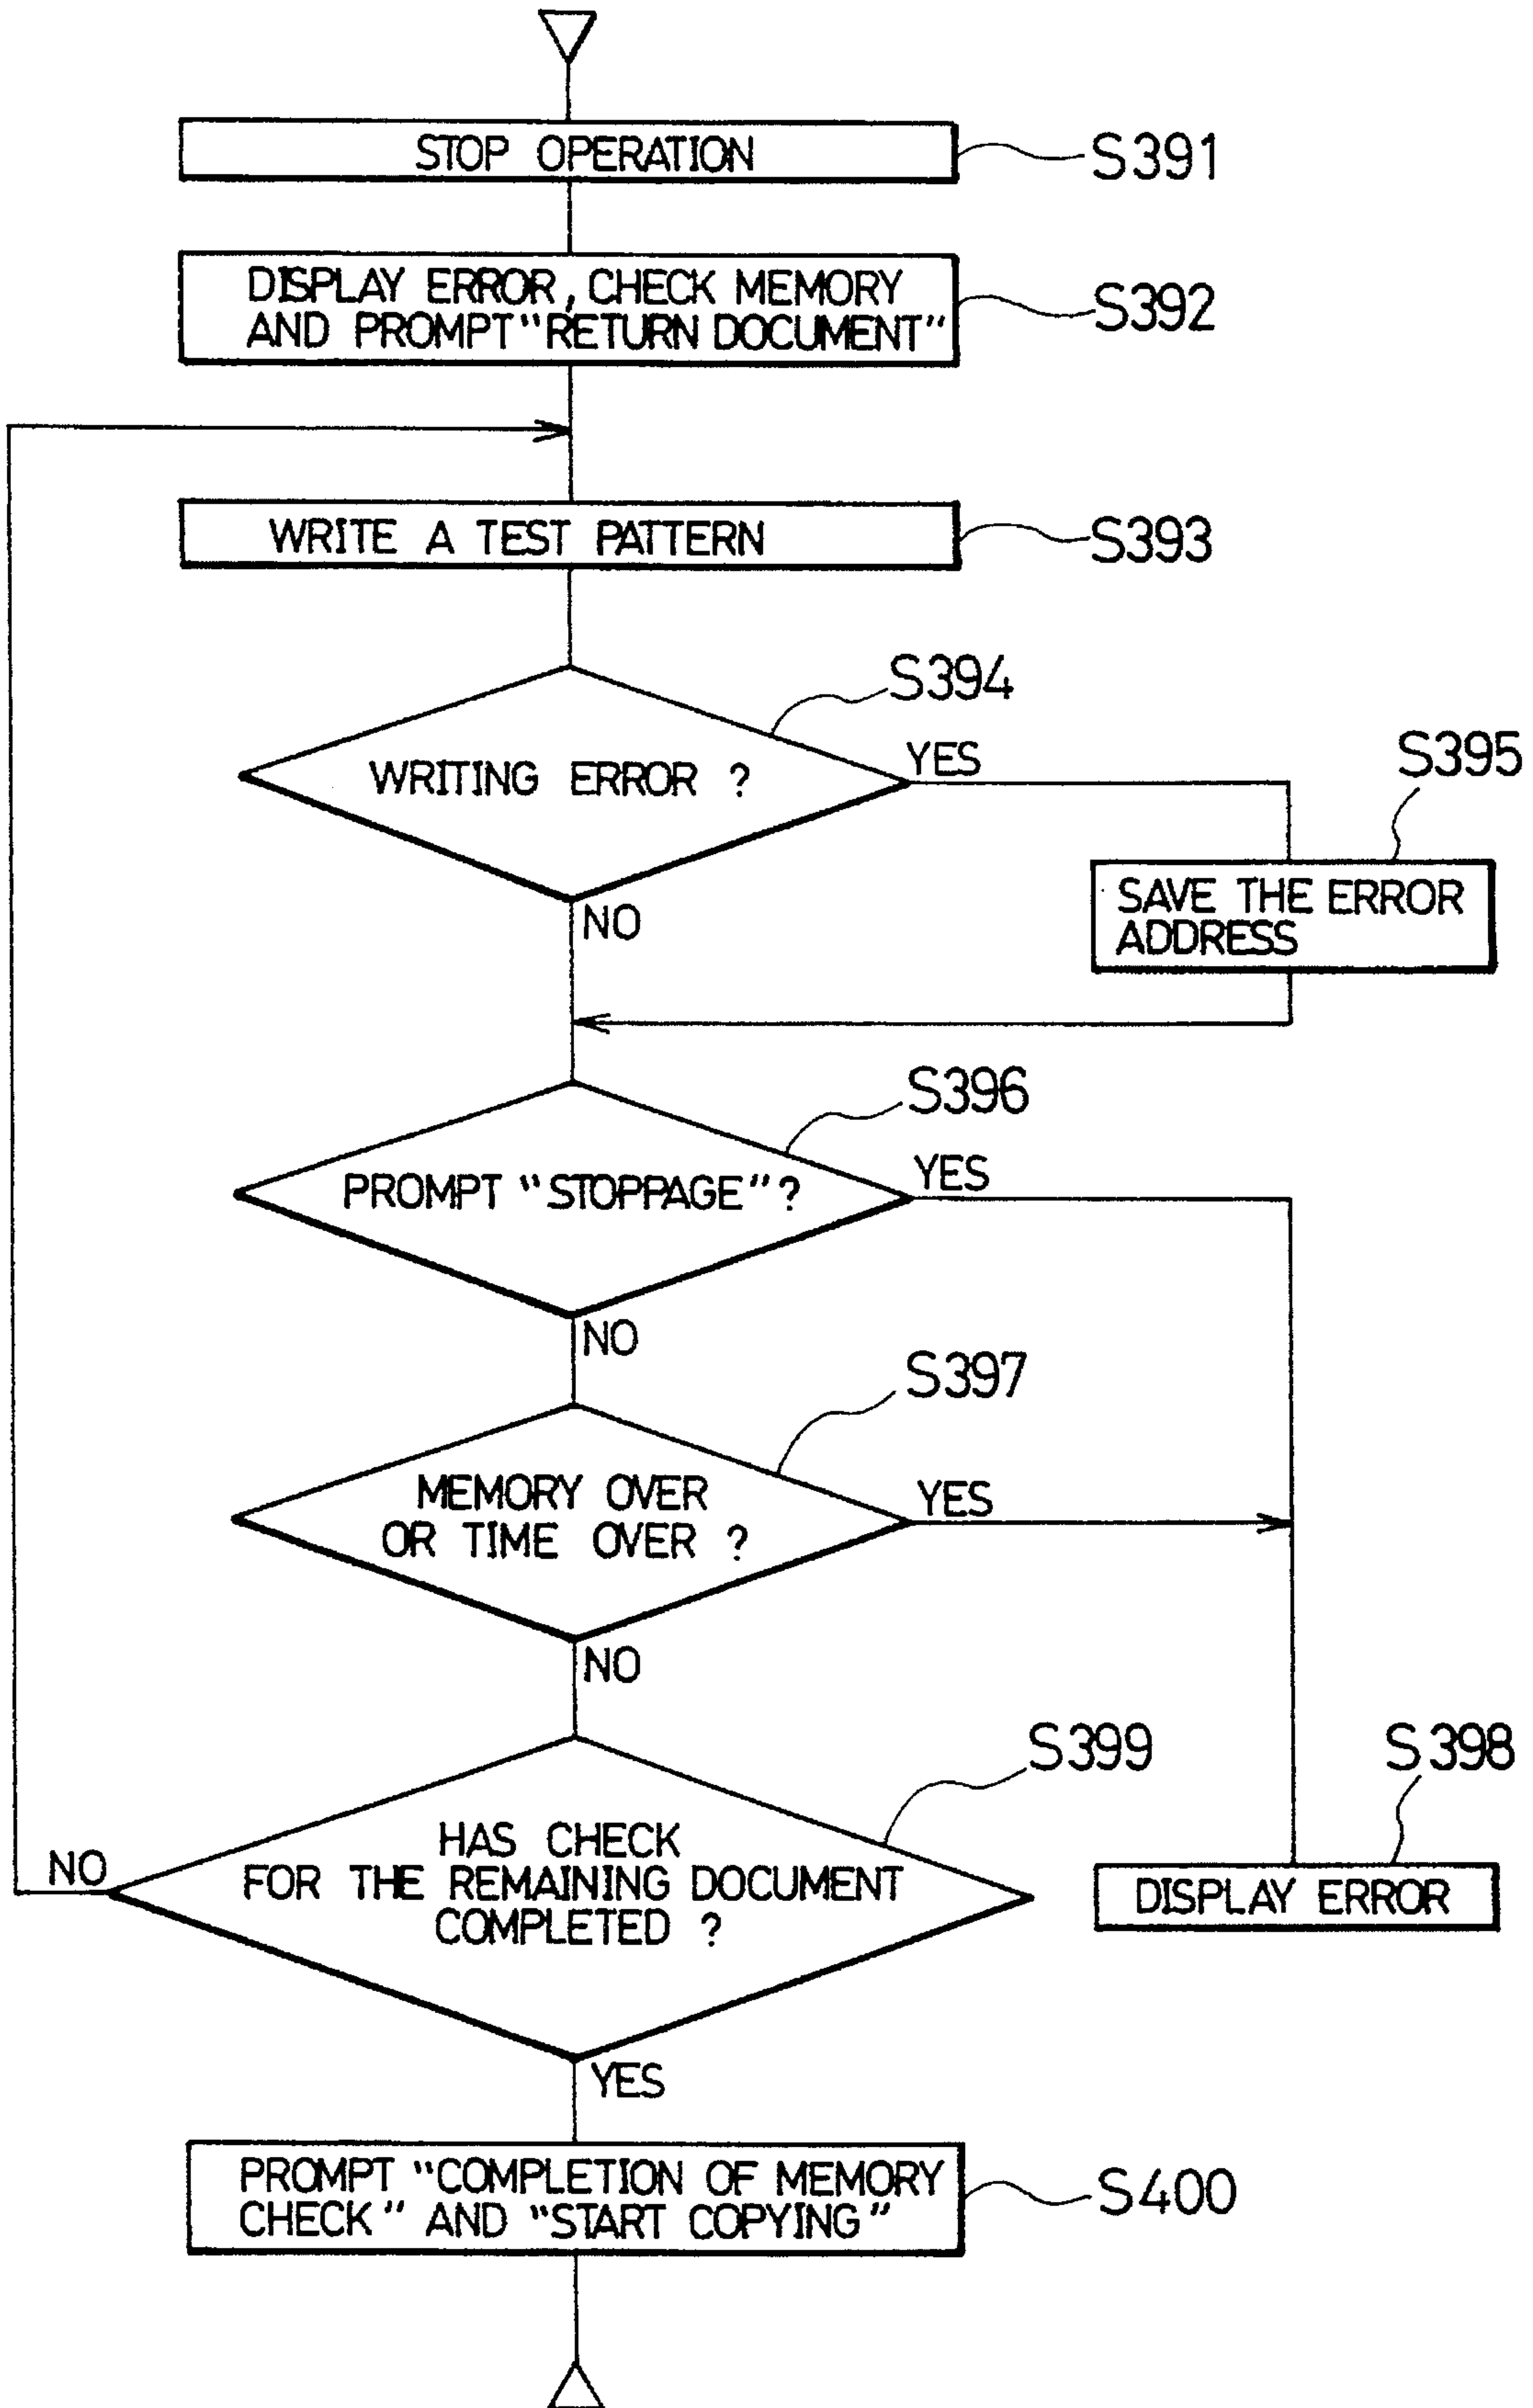 STOP OPERATION
S391
DISPLAY ERROR, CHECK MEMORY
AND PROMPT "RETURN DOCUMENT"
S392
WRITE A TEST PATTERN
S393
S394
WRITING ERROR ?
YES
S395
SAVE THE ERROR
ADDRESS
NO
S396
PROMPT "STOPPAGE" ?
YES
NO
S397
MEMORY OVER
OR TIME OVER ?
YES
NO
S399
S398
HAS CHECK
FOR THE REMAINING DOCUMENT
COMPLETED ?
NO
DISPLAY ERROR
YES
PROMPT "COMPLETION OF MEMORY
CHECK" AND "START COPYING"
S400